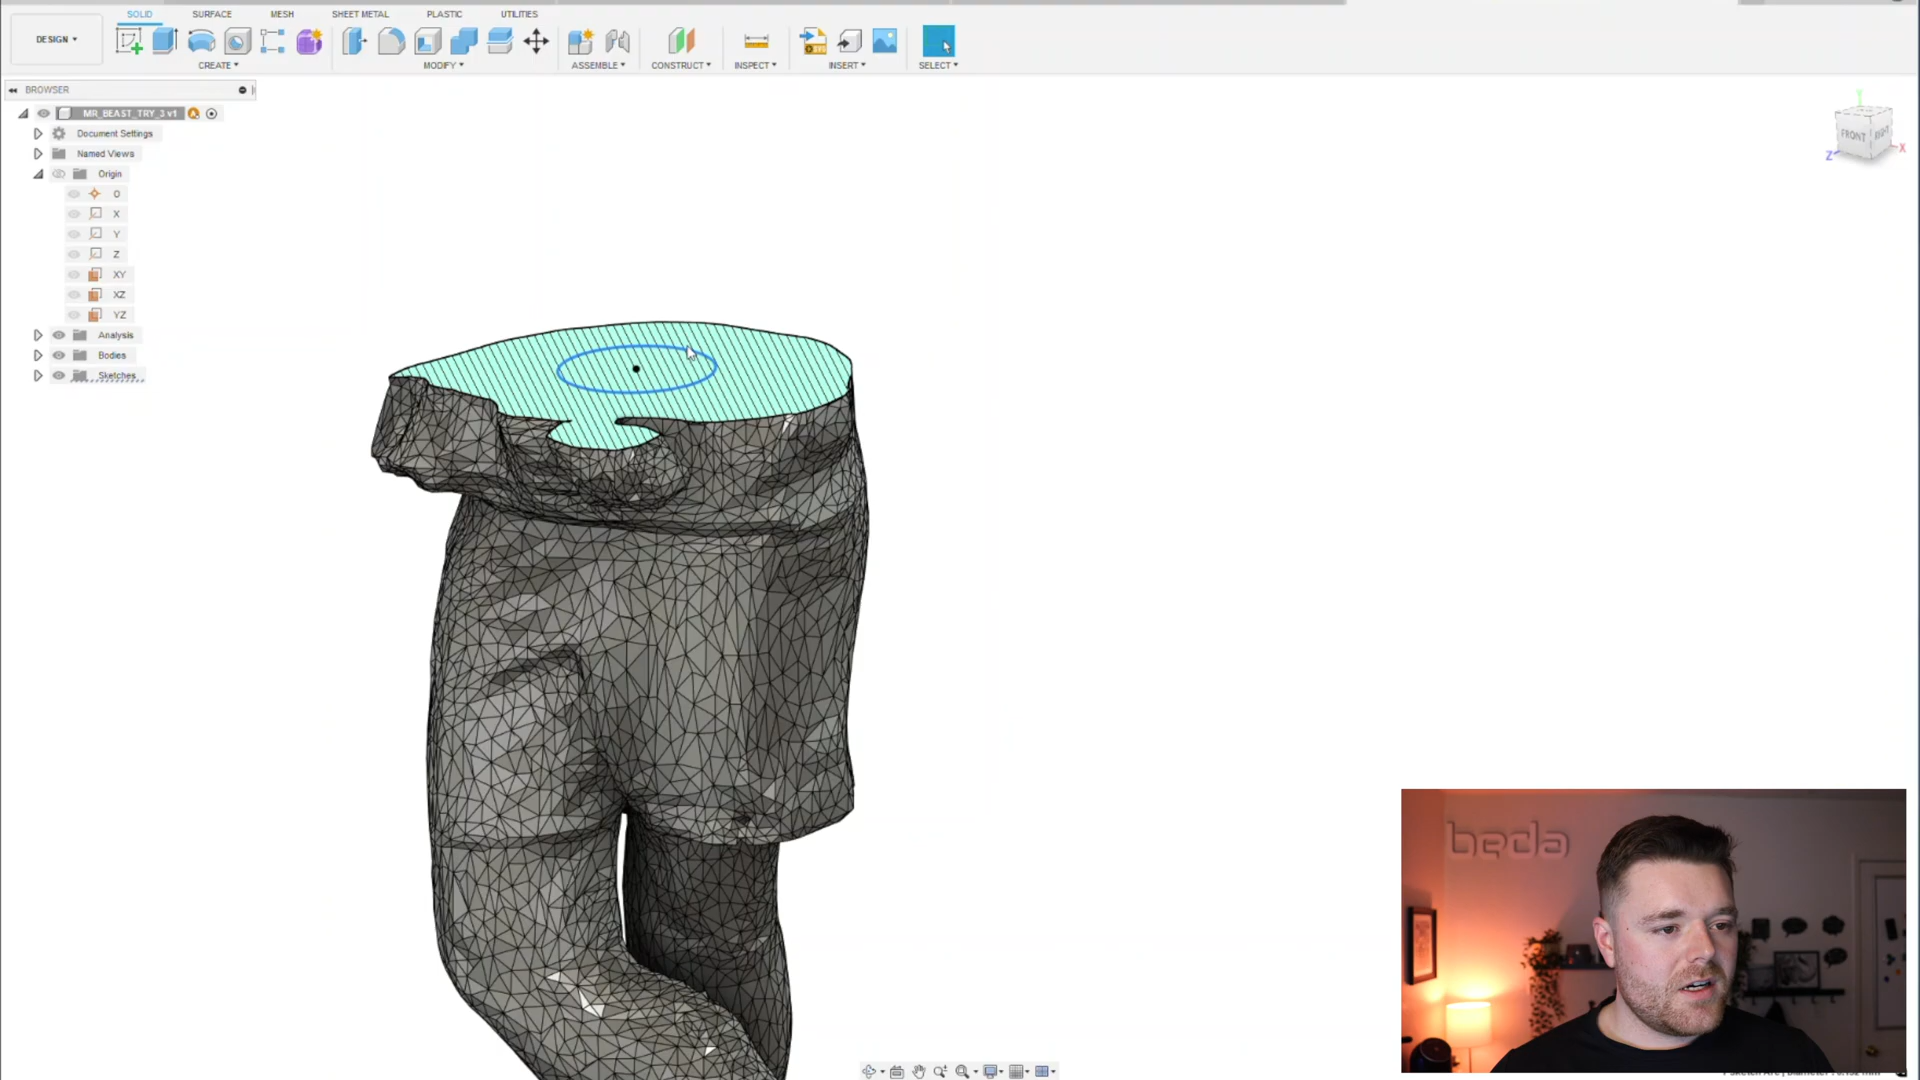 SOLID SURFACE MESH SHEET METAL PLASTIC UTILITIES
DESIGN
CREATE MODIFY ASSEMBLE CONSTRUCT INSPECT INSERT SELECT
BROWSER
MR_BEAST_TRY_3 v1
Document Settings
Named Views
Origin
O
X
Y
Z
XY
XZ
YZ
Analysis
Bodies
Sketches
Y
FRONT RIGHT
Z X
beda